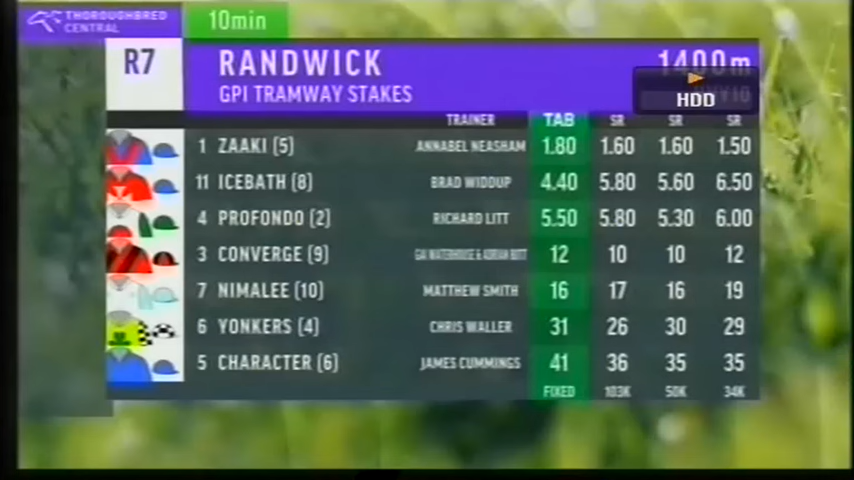 THOROUGHBRED
CENTRAL
10min
R7 RANDWICK 1400m
GPI TRAMWAY STAKES
HDD
TRAINER TAB SR SR SR
1 ZAAKI (5) ANNABEL NEASHAM 1.80 1.60 1.60 1.50
11 ICEBATH (8) BRAD WIDDUP 4.40 5.80 5.60 6.50
4 PROFONDO (2) RICHARD LITT 5.50 5.80 5.30 6.00
3 CONVERGE (9) GAI WATERHOUSE & ADRIAN BOTT 12 10 10 12
7 NIMALEE (10) MATTHEW SMITH 16 17 16 19
6 YONKERS (4) CHRIS WALLER 31 26 30 29
5 CHARACTER (6) JAMES CUMMINGS 41 36 35 35
FIXED 103K 50K 34K